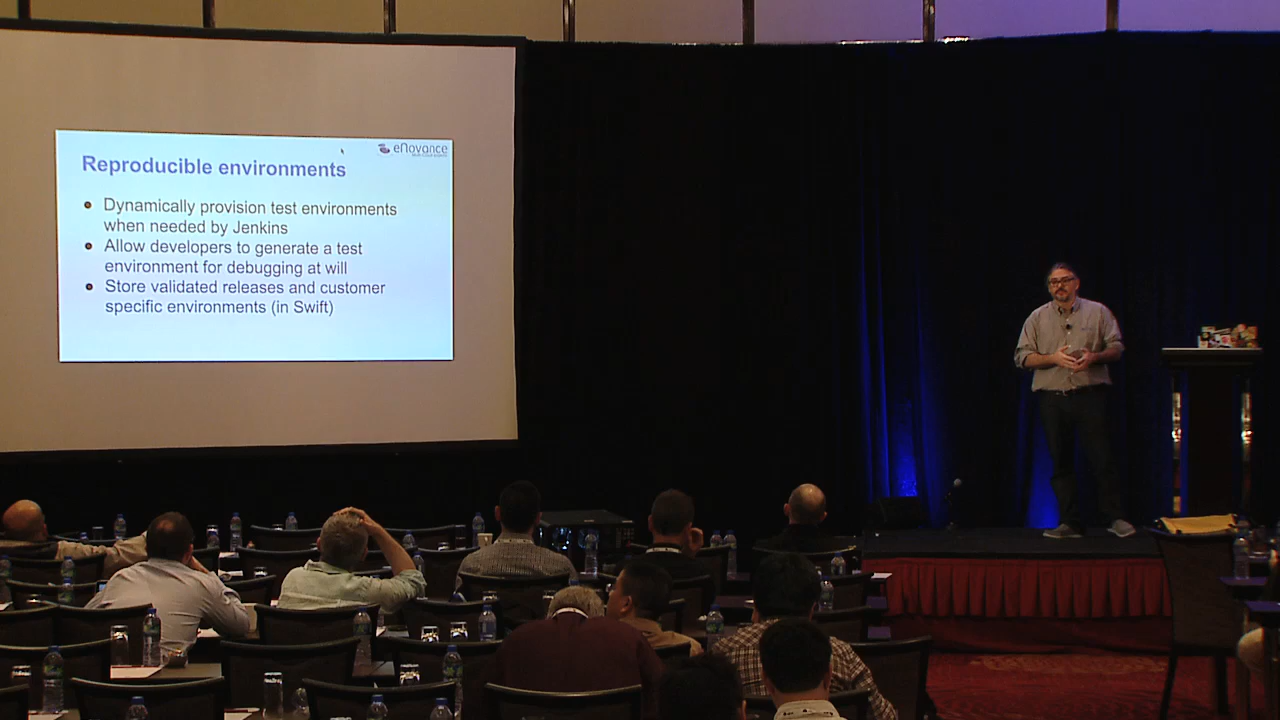 eNovance
Reproducible environments
Dynamically provision test environments
when needed by Jenkins
Allow developers to generate a test
environment for debugging at will
Store validated releases and customer
specific environments (in Swift)